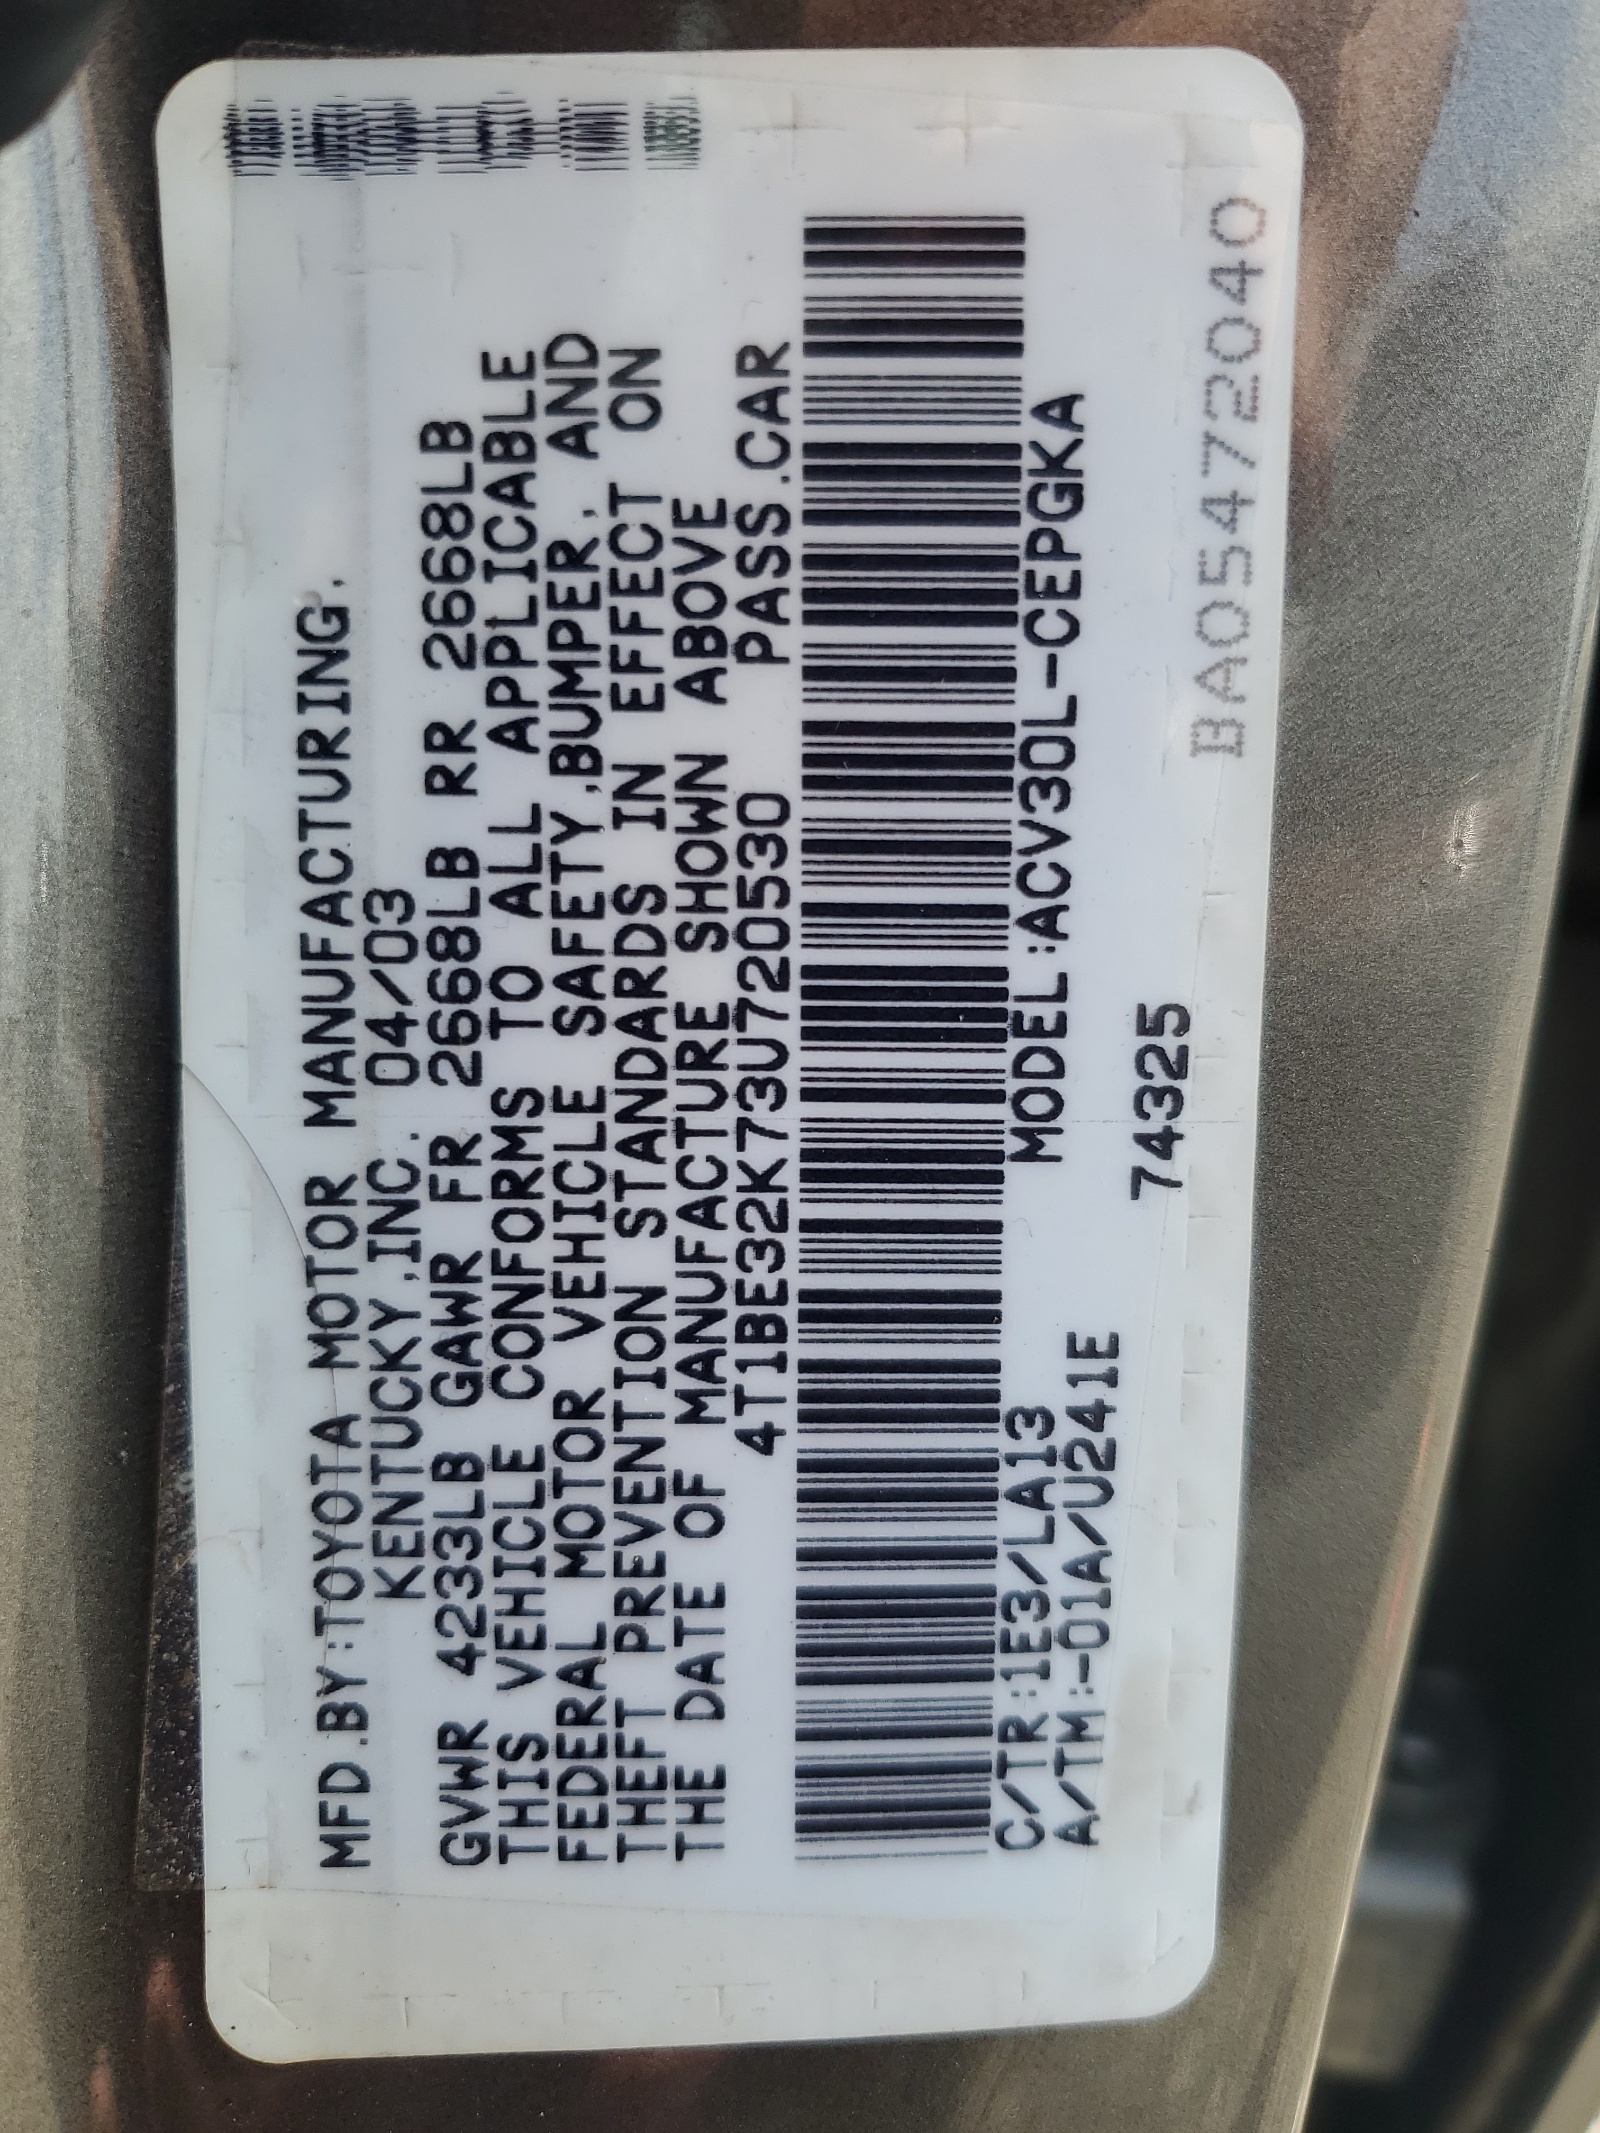 MFD.BY:TOYOTA MOTOR MANUFACTURING.
KENTUCKY,INC. 04/03
GVWR 4233LB GAWR FR 2668LB RR 2668LB
THIS VEHICLE CONFORMS TO ALL APPLICABLE
FEDERAL MOTOR VEHICLE SAFETY,BUMPER, AND
THEFT PREVENTION STANDARDS IN EFFECT ON
THE DATE OF MANUFACTURE SHOWN ABOVE
4T1BE32K73U720530 PASS.CAR
MODEL:ACV30L-CEPGKA
C/TR:1E3/LA13
A/TM:-01A/U241E
74325
BA05472040